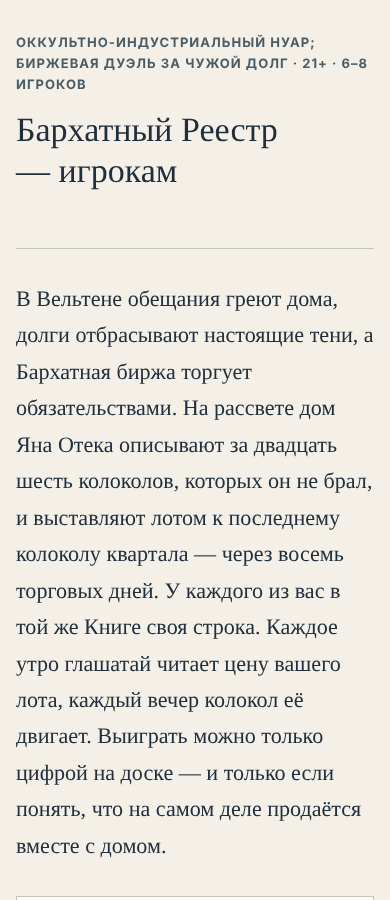 ОККУЛЬТНО-ИНДУСТРИАЛЬНЫЙ НУАР;
БИРЖЕВАЯ ДУЭЛЬ ЗА ЧУЖОЙ ДОЛГ · 21+ · 6–8
ИГРОКОВ
Бархатный Реестр
— игрокам
В Вельтене обещания греют дома,
долги отбрасывают настоящие тени, а
Бархатная биржа торгует
обязательствами. На рассвете дом
Яна Отека описывают за двадцать
шесть колоколов, которых он не брал,
и выставляют лотом к последнему
колоколу квартала — через восемь
торговых дней. У каждого из вас в
той же Книге своя строка. Каждое
утро глашатай читает цену вашего
лота, каждый вечер колокол её
двигает. Выиграть можно только
цифрой на доске — и только если
понять, что на самом деле продаётся
вместе с домом.